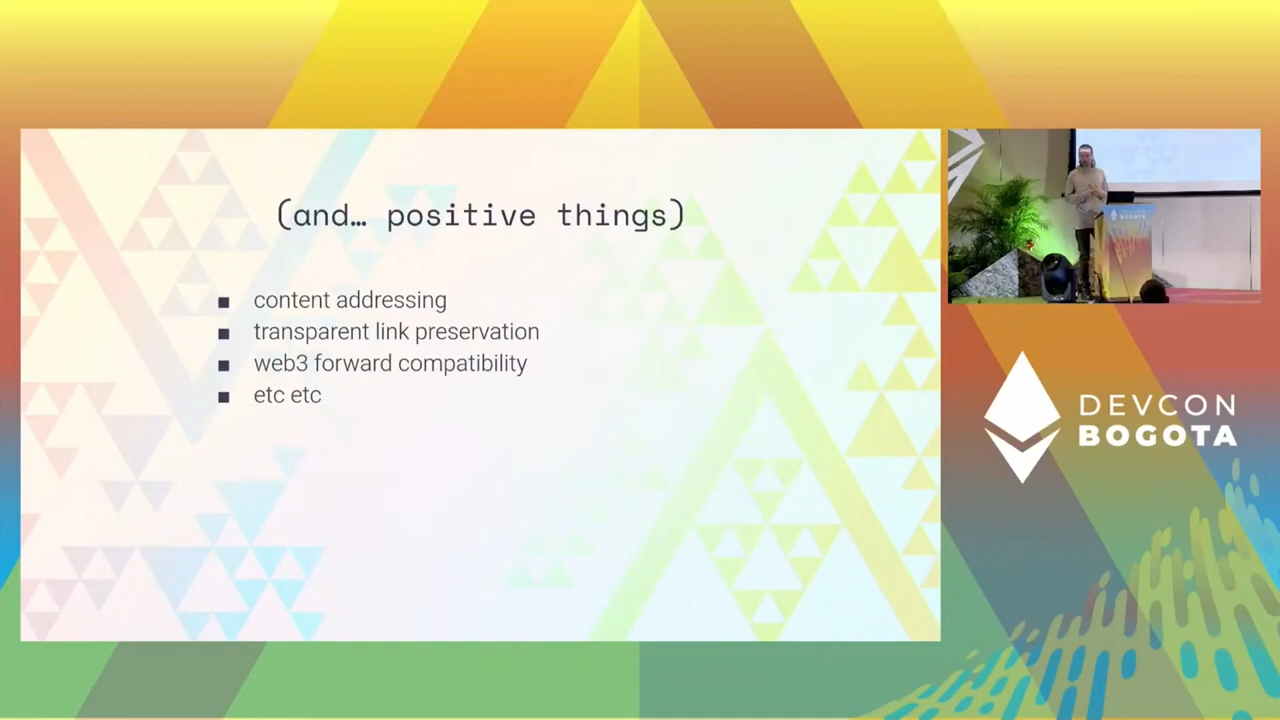 (and… positive things)
■ content addressing
■ transparent link preservation
■ web3 forward compatibility
■ etc etc
DEVCON
BOGOTA